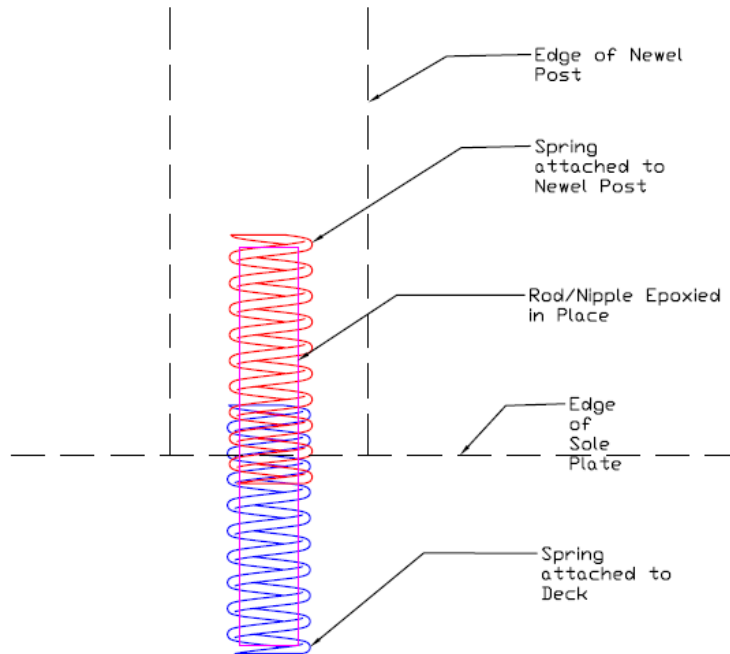 Edge of Newel
Post
Spring
attached to
Newel Post
Rod/Nipple Epoxied
in Place
Edge
of
Sole
Plate
Spring
attached to
Deck